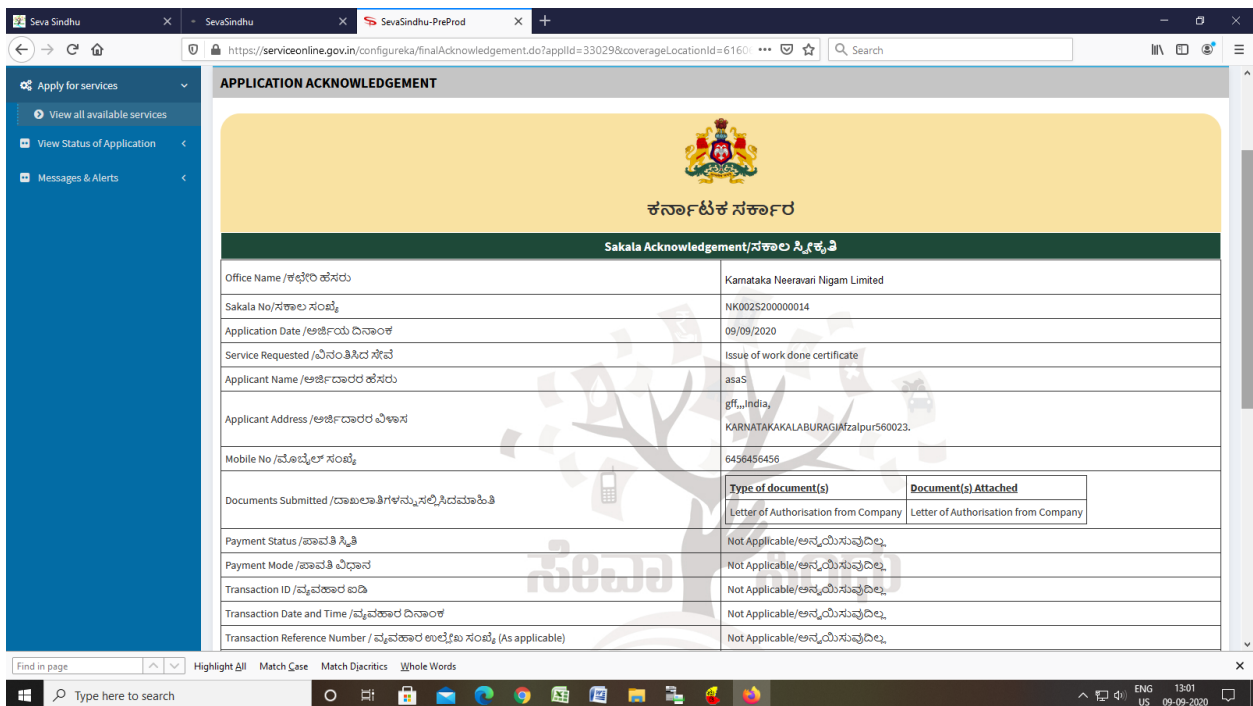 Seva Sindhu
SevaSindhu
SevaSindhu-PreProd
https://serviceonline.gov.in/configureka/finalAcknowledgement.do?applId=33029&coverageLocationId=6160
Search
Apply for services
View all available services
View Status of Application
Messages & Alerts
APPLICATION ACKNOWLEDGEMENT
ಕರ್ನಾಟಕ ಸರ್ಕಾರ
Sakala Acknowledgement/ಸಕಾಲ ಸ್ವೀಕೃತಿ
Office Name /ಕಛೇರಿ ಹೆಸರು Karnataka Neeravari Nigam Limited
Sakala No/ಸಕಾಲ ಸಂಖ್ಯೆ NK002S200000014
Application Date /ಅರ್ಜಿಯ ದಿನಾಂಕ 09/09/2020
Service Requested /ವಿನಂತಿಸಿದ ಸೇವೆ Issue of work done certificate
Applicant Name /ಅರ್ಜಿದಾರರ ಹೆಸರು asaS
Applicant Address /ಅರ್ಜಿದಾರರ ವಿಳಾಸ gff,,,India,
KARNATAKAKALABURAGIAfzalpur560023.
Mobile No /ಮೊಬೈಲ್ ಸಂಖ್ಯೆ 6456456456
Documents Submitted /ದಾಖಲಾತಿಗಳನ್ನು ಸಲ್ಲಿಸಿದಮಾಹಿತಿ
Type of document(s) Document(s) Attached
Letter of Authorisation from Company Letter of Authorisation from Company
Payment Status /ಪಾವತಿ ಸ್ಥಿತಿ Not Applicable/ಅನ್ವಯಿಸುವುದಿಲ್ಲ
Payment Mode /ಪಾವತಿ ವಿಧಾನ Not Applicable/ಅನ್ವಯಿಸುವುದಿಲ್ಲ
Transaction ID /ವ್ಯವಹಾರ ಐಡಿ Not Applicable/ಅನ್ವಯಿಸುವುದಿಲ್ಲ
Transaction Date and Time /ವ್ಯವಹಾರ ದಿನಾಂಕ Not Applicable/ಅನ್ವಯಿಸುವುದಿಲ್ಲ
Transaction Reference Number / ವ್ಯವಹಾರ ಉಲ್ಲೇಖ ಸಂಖ್ಯೆ (As applicable) Not Applicable/ಅನ್ವಯಿಸುವುದಿಲ್ಲ
ಸೇವಾ ಸಿಂಧು
Find in page
Highlight All Match Case Match Diacritics Whole Words
Type here to search
ENG 13:01
US 09-09-2020